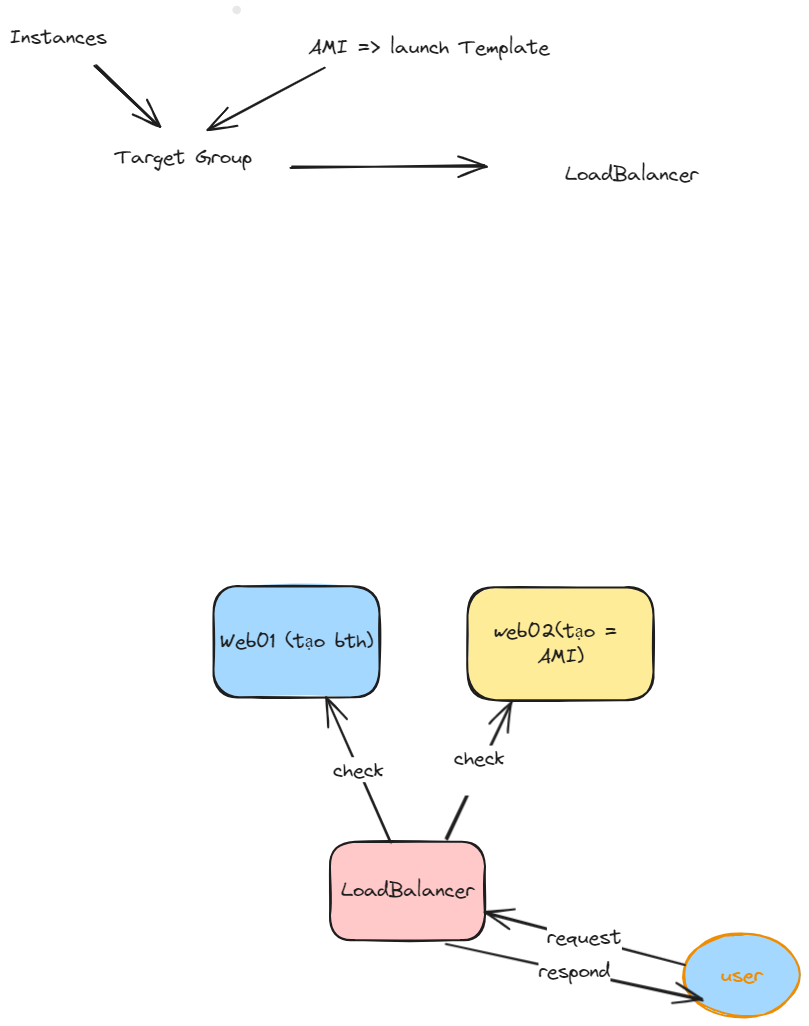 Instances
AMI => launch Template
Target Group
LoadBalancer
Web01 (tạo bth)
web02(tạo =
AMI)
check
check
LoadBalancer
request
respond
user